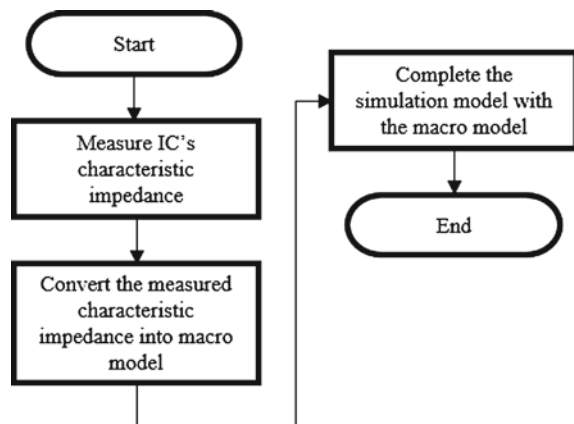 Start
Measure IC's
characteristic
impedance
Convert the measured
characteristic
impedance into macro
model
Complete the
simulation model with
the macro model
End